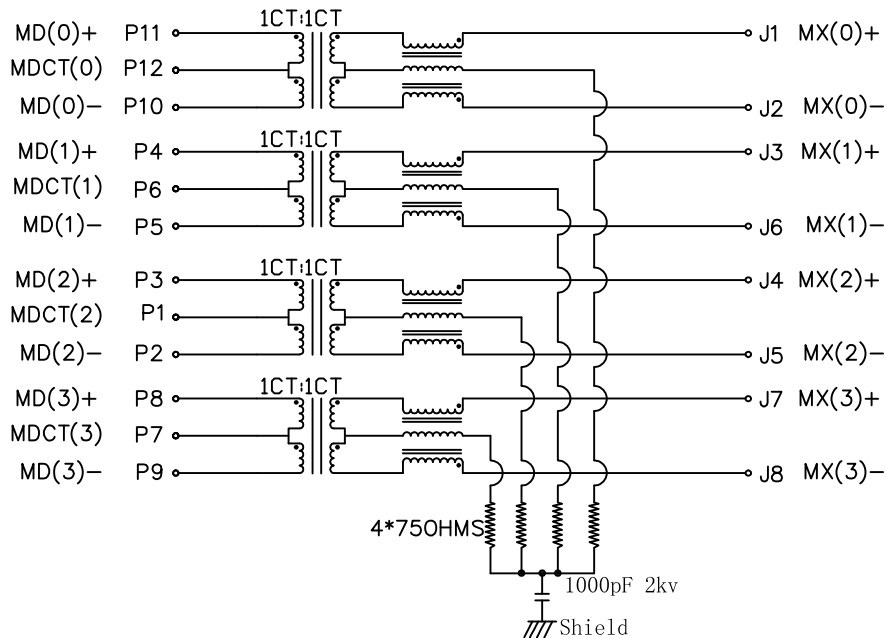 1CT:1CT
MD(0)+ P11 J1 MX(0)+
MDCT(0) P12
MD(0)- P10 J2 MX(0)-
1CT:1CT
MD(1)+ P4 J3 MX(1)+
MDCT(1) P6
MD(1)- P5 J6 MX(1)-
1CT:1CT
MD(2)+ P3 J4 MX(2)+
MDCT(2) P1
MD(2)- P2 J5 MX(2)-
1CT:1CT
MD(3)+ P8 J7 MX(3)+
MDCT(3) P7
MD(3)- P9 J8 MX(3)-
4*75OHMS
1000pF 2kv
Shield